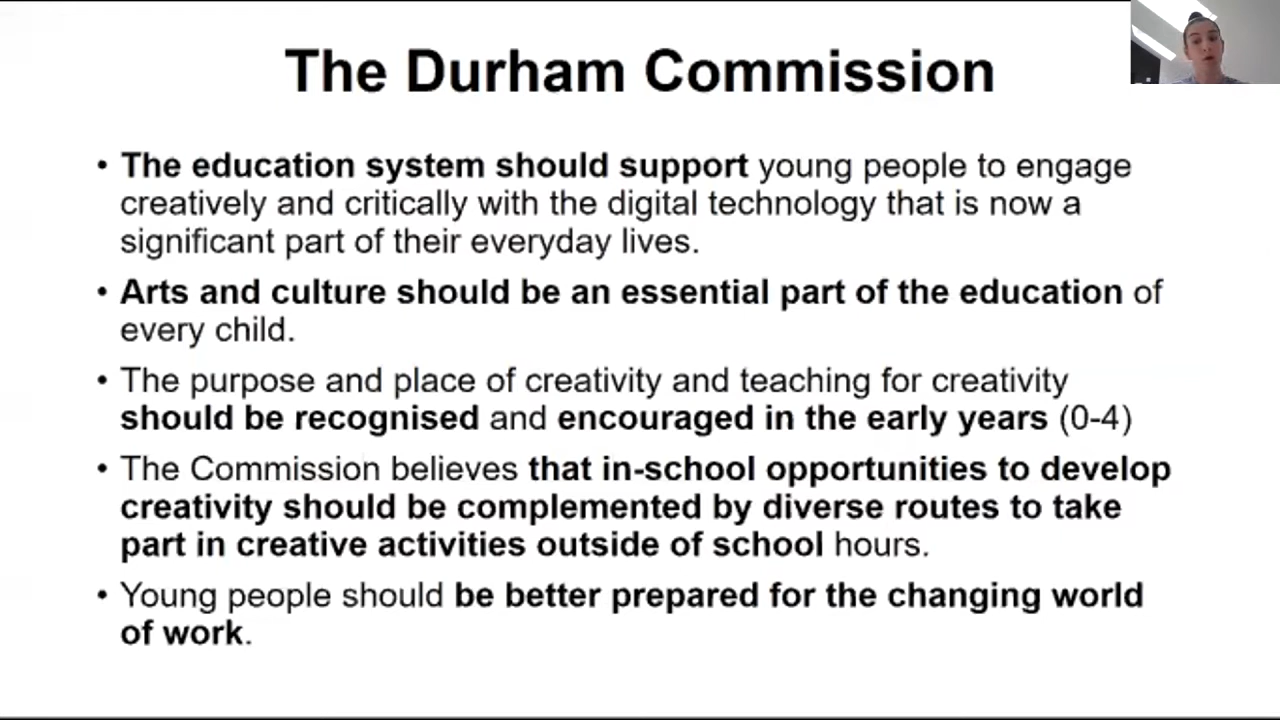 The Durham Commission
• The education system should support young people to engage
creatively and critically with the digital technology that is now a
significant part of their everyday lives.
• Arts and culture should be an essential part of the education of
every child.
• The purpose and place of creativity and teaching for creativity
should be recognised and encouraged in the early years (0-4)
• The Commission believes that in-school opportunities to develop
creativity should be complemented by diverse routes to take
part in creative activities outside of school hours.
• Young people should be better prepared for the changing world
of work.